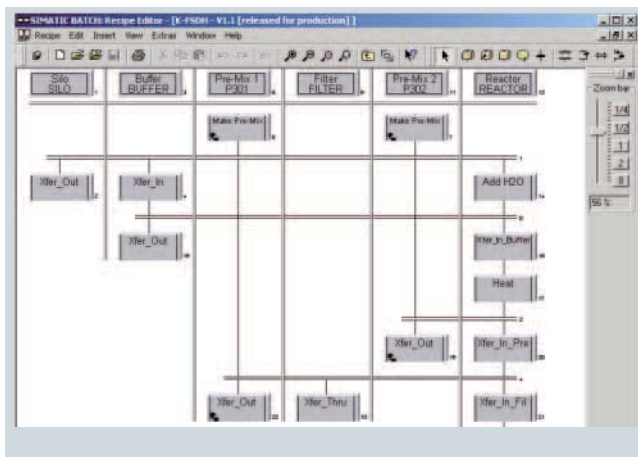 SIMATIC BATCH: Recipe Editor - [K-FSOH - V1.1 [released for production] ]
Recipe Edit Insert View Extras Window Help
Silo Buffer Pre-Mix 1 Filter Pre-Mix 2 Reactor
SILO BUFFER P301 FILTER P302 REACTOR
Zoom bar
1/4
1/2
1
2
8
56 %
Make Pre-Mix Make Pre-Mix
Xfer_Out Xfer_In Add H2O
Xfer_Out Xfer_In_Buffer
Heat
Xfer_Out Xfer_In_Pre
Xfer_Out Xfer_Thru Xfer_In_Fil